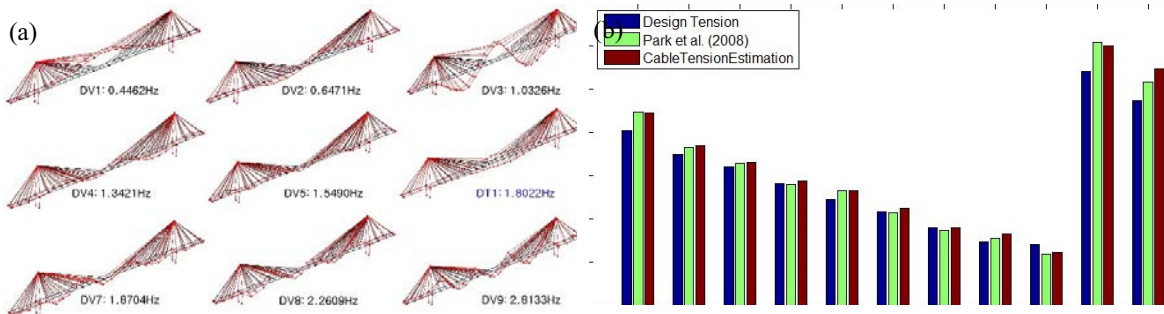 (a)
DV1: 0.4462Hz
DV2: 0.6471Hz
DV3: 1.0326Hz
DV4: 1.3421Hz
DV5: 1.5490Hz
DT1: 1.8022Hz
DV7: 1.8704Hz
DV8: 2.2609Hz
DV9: 2.8133Hz
(b)
Design Tension
Park et al. (2008)
CableTensionEstimation